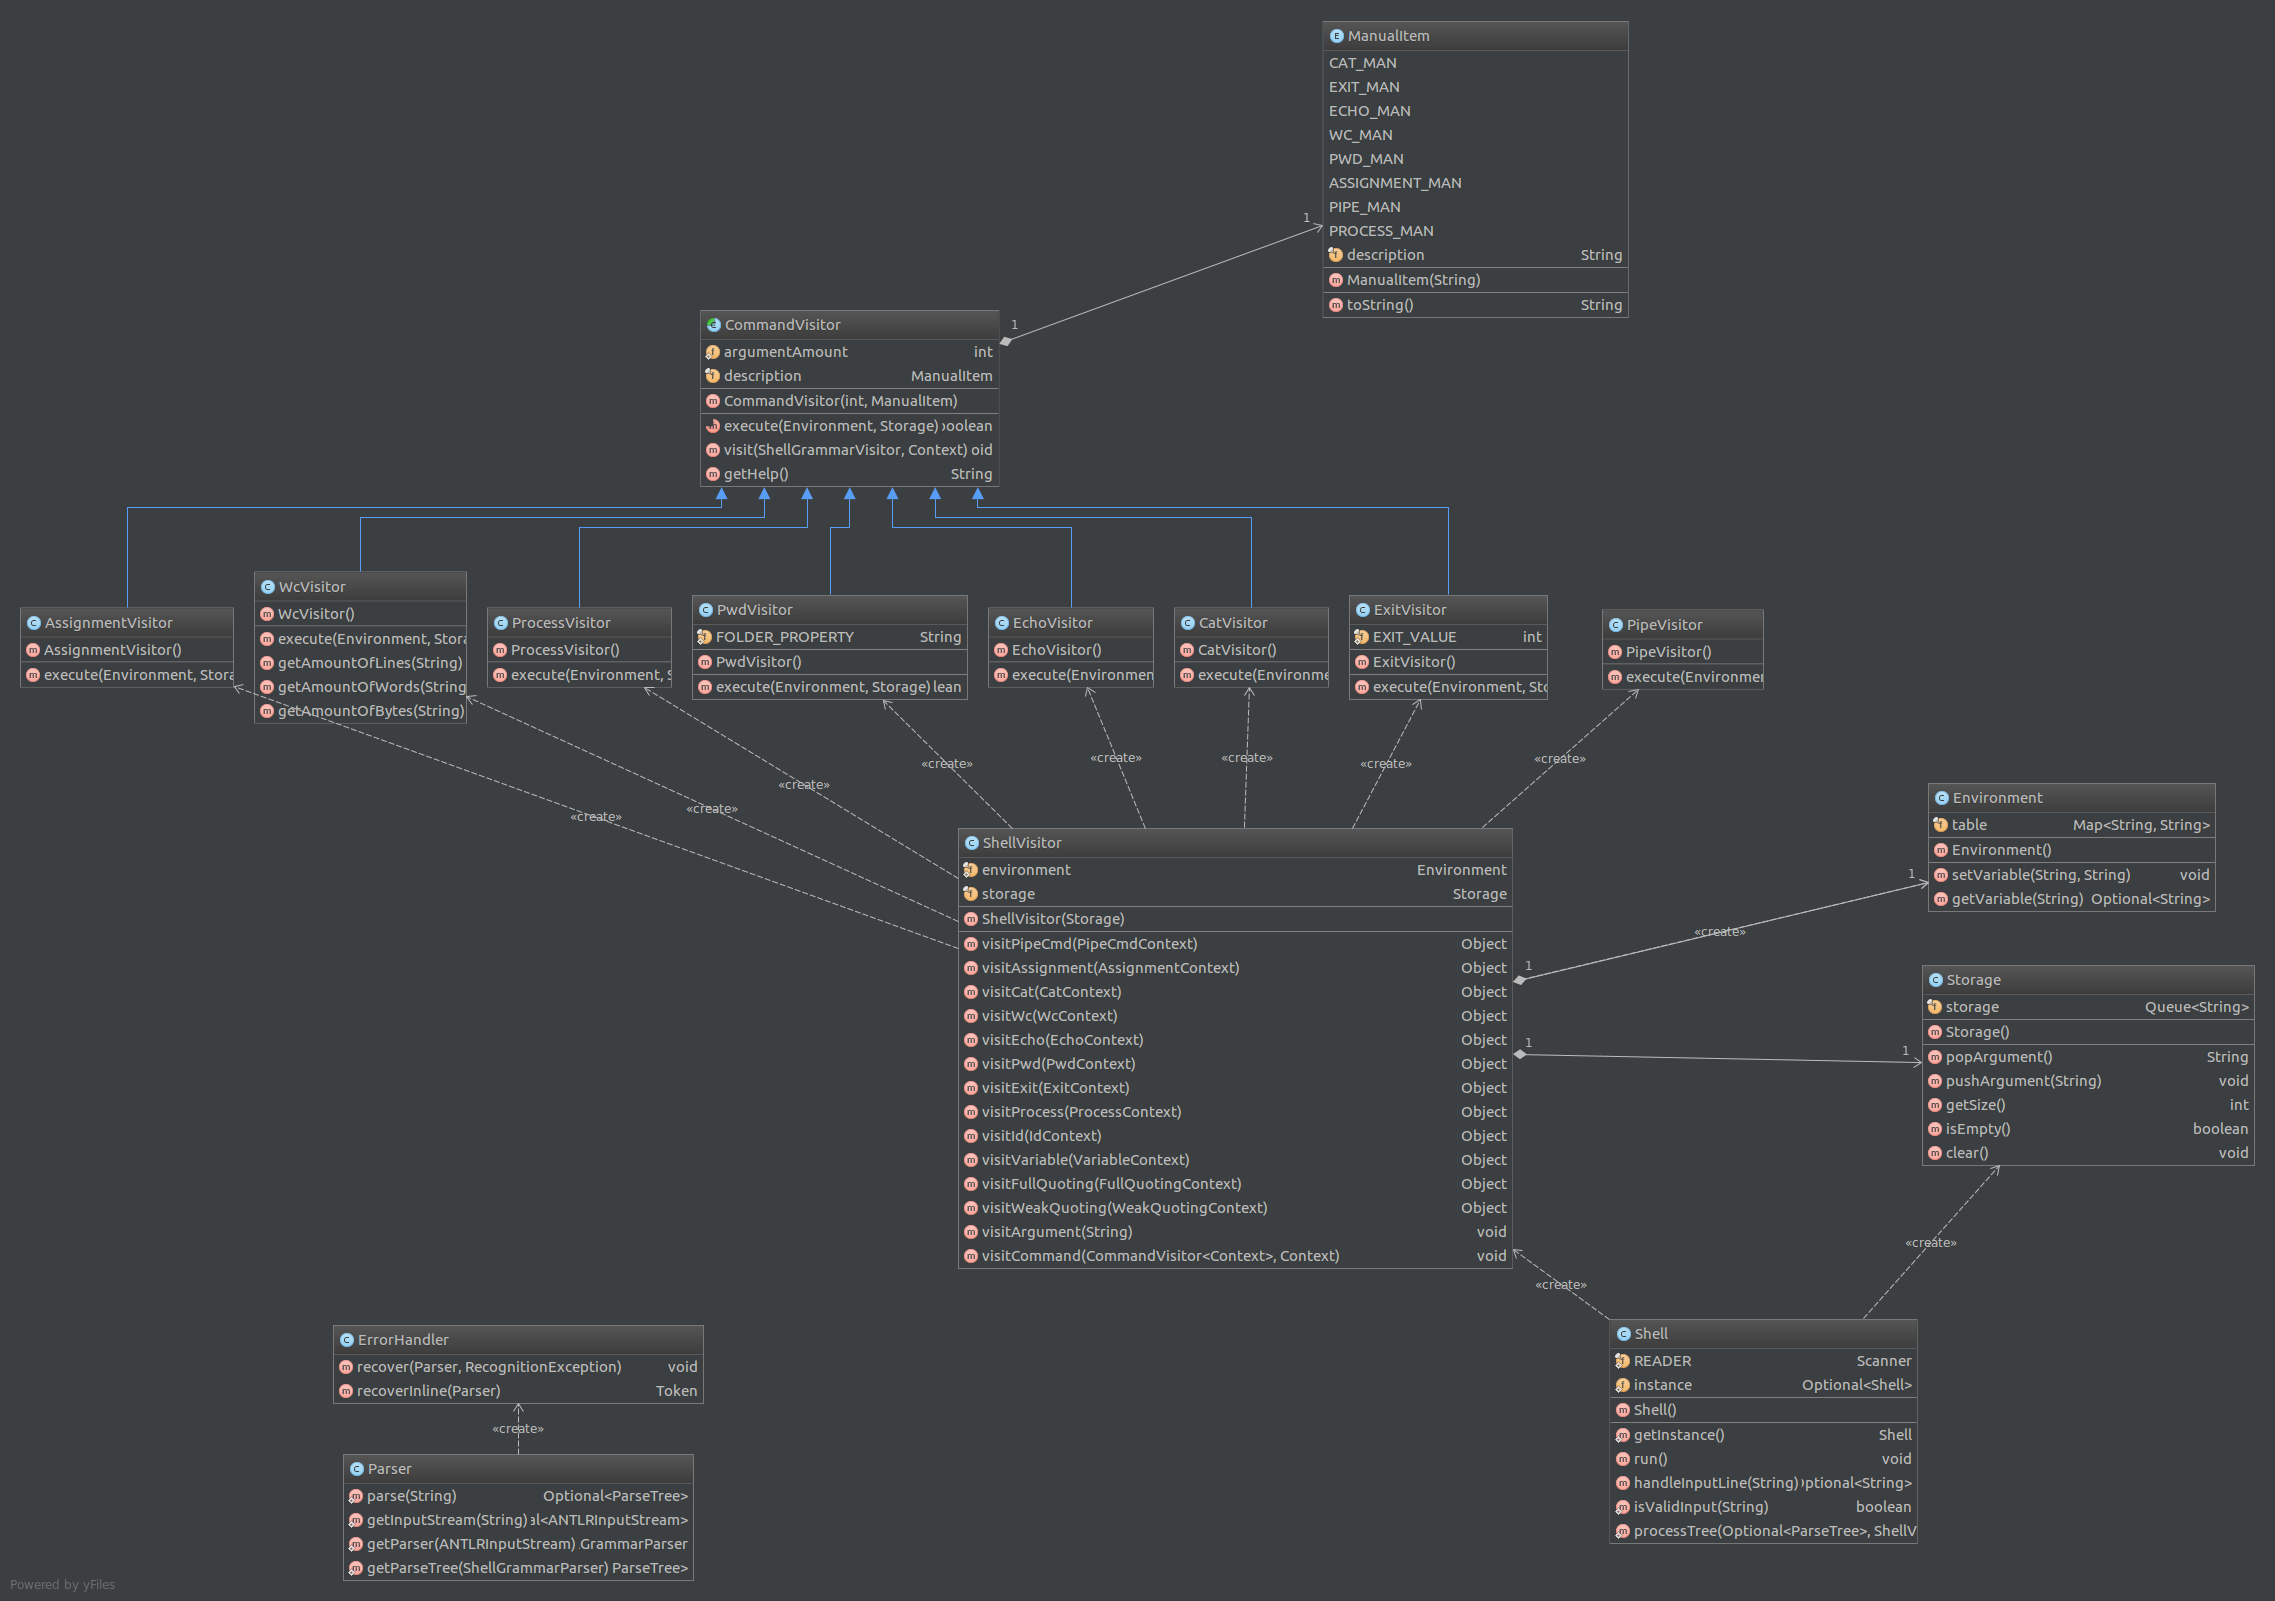 ManualItem
CAT_MAN
EXIT_MAN
ECHO_MAN
WC_MAN
PWD_MAN
ASSIGNMENT_MAN
PIPE_MAN
PROCESS_MAN
description String
ManualItem(String)
toString() String
1
1
CommandVisitor
argumentAmount int
description ManualItem
CommandVisitor(int, ManualItem)
execute(Environment, Storage) boolean
visit(ShellGrammarVisitor, Context) oid
getHelp() String
AssignmentVisitor
AssignmentVisitor()
execute(Environment, Stora
WcVisitor
WcVisitor()
execute(Environment, Stora
getAmountOfLines(String)
getAmountOfWords(String
getAmountOfBytes(String)
ProcessVisitor
ProcessVisitor()
execute(Environment, S
PwdVisitor
FOLDER_PROPERTY String
PwdVisitor()
execute(Environment, Storage) lean
EchoVisitor
EchoVisitor()
execute(Environmen
CatVisitor
CatVisitor()
execute(Environme
ExitVisitor
EXIT_VALUE int
ExitVisitor()
execute(Environment, Sto
PipeVisitor
PipeVisitor()
execute(Environmen
«create»
«create»
«create»
«create»
«create»
«create»
«create»
«create»
ShellVisitor
environment Environment
storage Storage
ShellVisitor(Storage)
visitPipeCmd(PipeCmdContext) Object
visitAssignment(AssignmentContext) Object
visitCat(CatContext) Object
visitWc(WcContext) Object
visitEcho(EchoContext) Object
visitPwd(PwdContext) Object
visitExit(ExitContext) Object
visitProcess(ProcessContext) Object
visitId(IdContext) Object
visitVariable(VariableContext) Object
visitFullQuoting(FullQuotingContext) Object
visitWeakQuoting(WeakQuotingContext) Object
visitArgument(String) void
visitCommand(CommandVisitor<Context>, Context) void
1
«create»
1
Environment
table Map<String, String>
Environment()
setVariable(String, String) void
getVariable(String) Optional<String>
1
1
Storage
storage Queue<String>
Storage()
popArgument() String
pushArgument(String) void
getSize() int
isEmpty() boolean
clear() void
«create»
«create»
Shell
READER Scanner
instance Optional<Shell>
Shell()
getInstance() Shell
run() void
handleInputLine(String) ptional<String>
isValidInput(String) boolean
processTree(Optional<ParseTree>, ShellV
ErrorHandler
recover(Parser, RecognitionException) void
recoverInline(Parser) Token
«create»
Parser
parse(String) Optional<ParseTree>
getInputStream(String) al<ANTLRInputStream>
getParser(ANTLRInputStream) GrammarParser
getParseTree(ShellGrammarParser) ParseTree>
Powered by yFiles